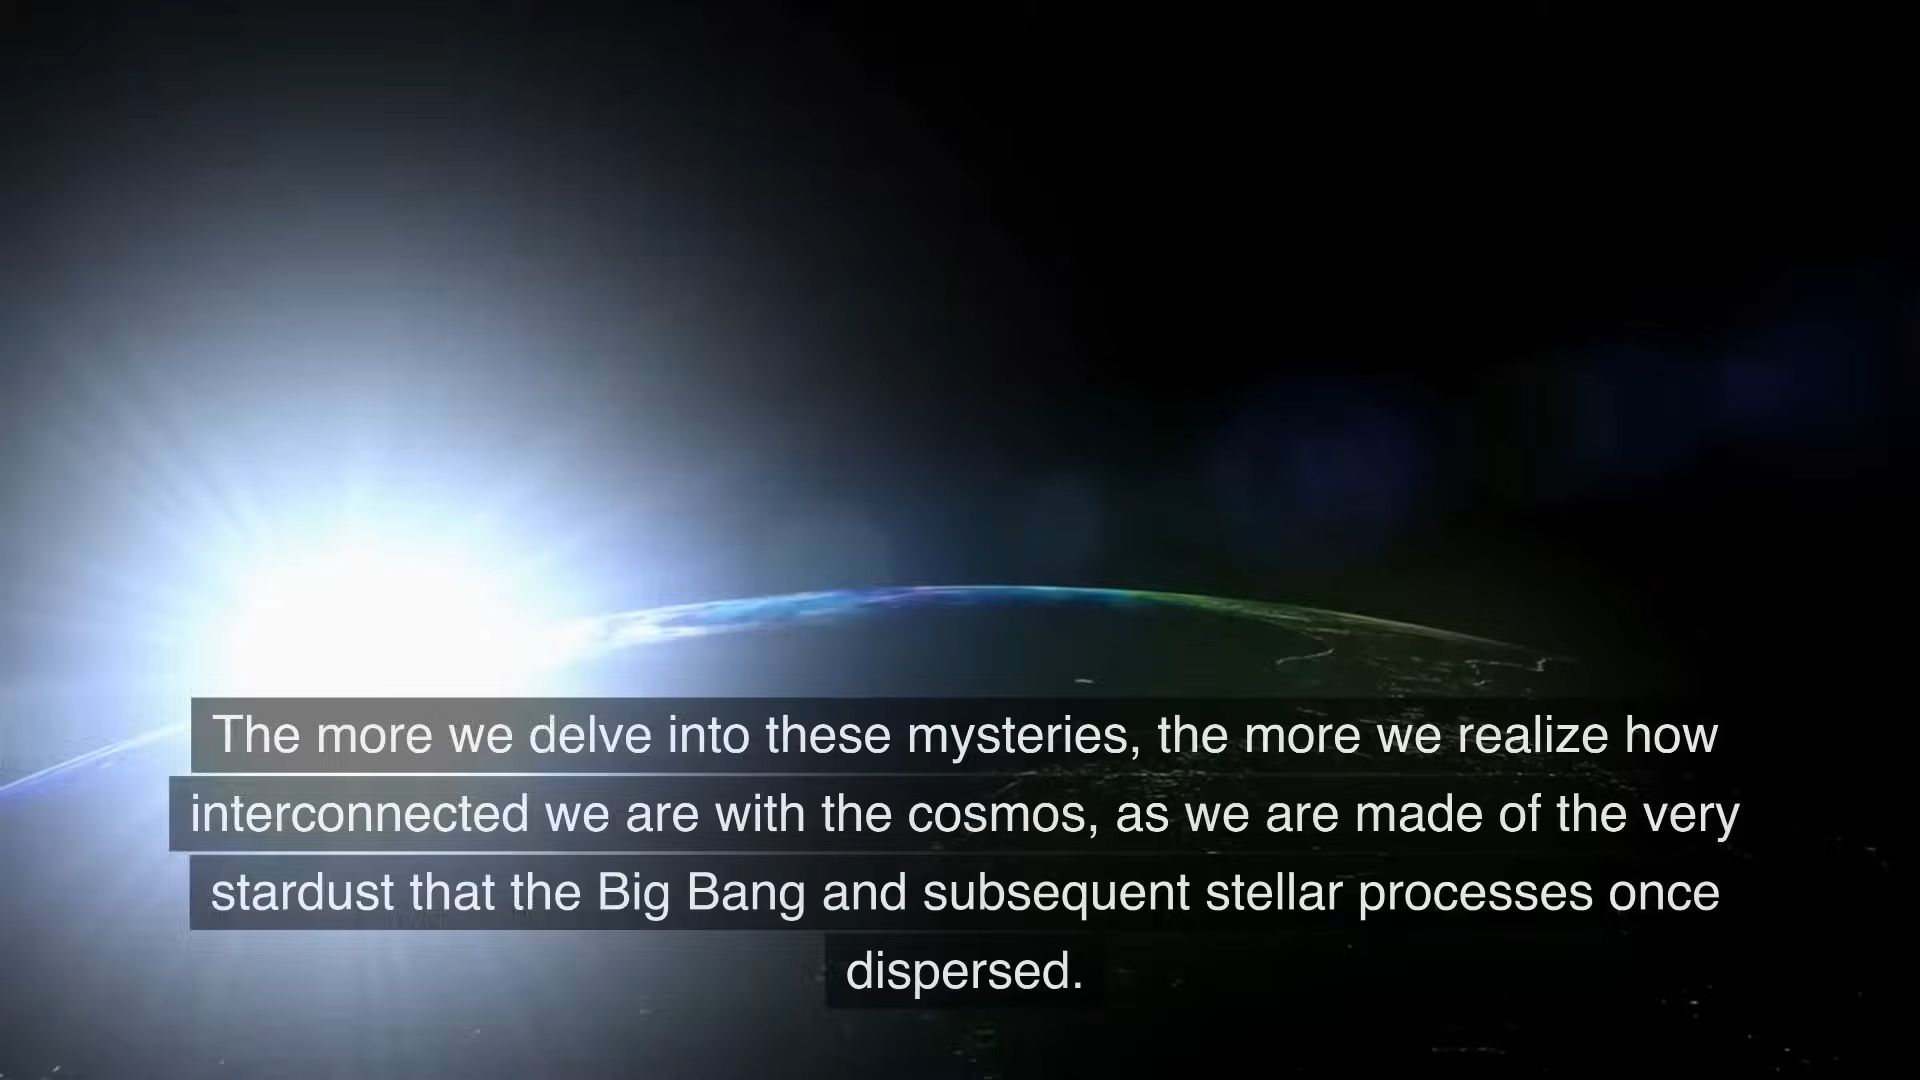 The more we delve into these mysteries, the more we realize how
interconnected we are with the cosmos, as we are made of the very
stardust that the Big Bang and subsequent stellar processes once
dispersed.